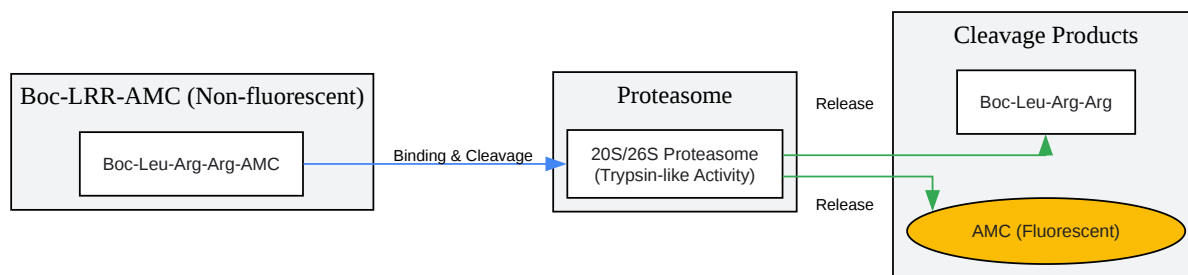 Boc-LRR-AMC (Non-fluorescent)
Boc-Leu-Arg-Arg-AMC
Binding & Cleavage
Proteasome
20S/26S Proteasome
(Trypsin-like Activity)
Release
Release
Cleavage Products
Boc-Leu-Arg-Arg
AMC (Fluorescent)